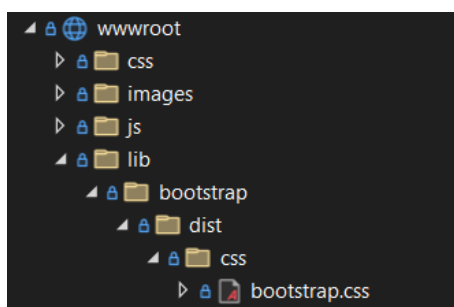 wwwroot
css
images
js
lib
bootstrap
dist
css
bootstrap.css